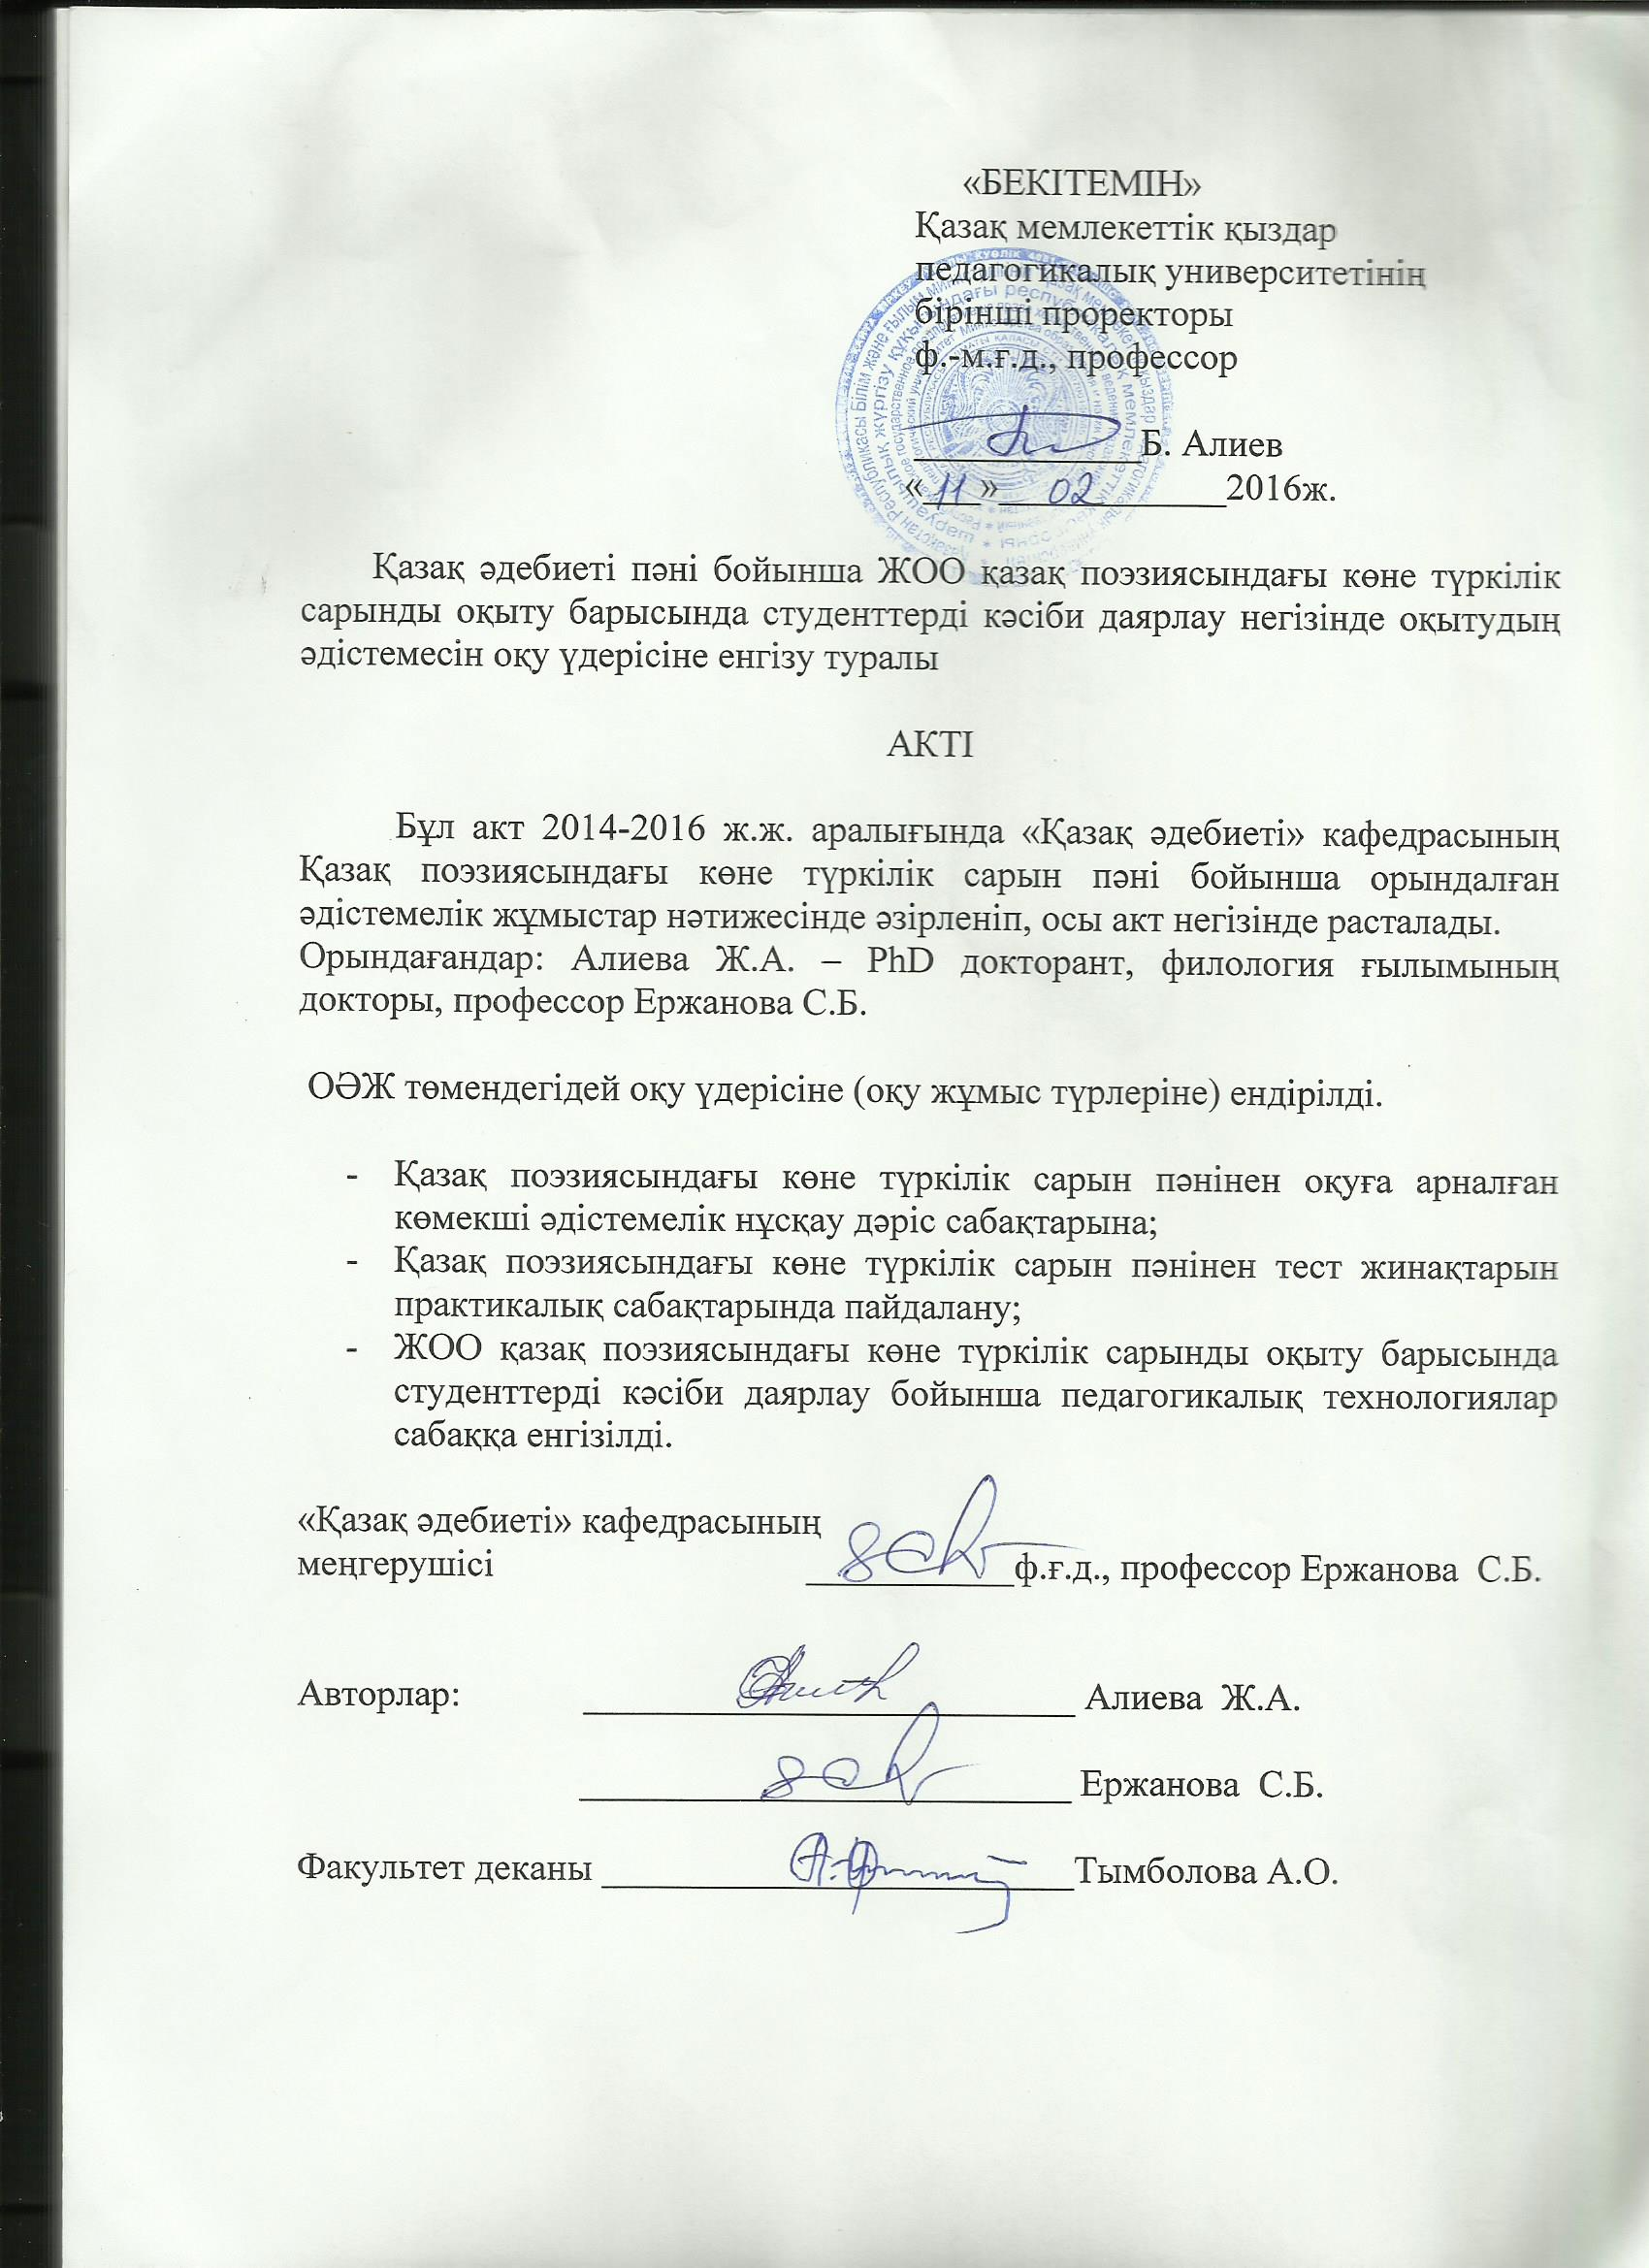 «БЕКІТЕМІН»
Қазақ мемлекеттік қыздар
педагогикалық университетінің
бірінші проректоры
ф.-м.ғ.д., профессор
____________Б. Алиев
«11»02 2016ж.
Қазақ әдебиеті пәні бойынша ЖОО қазақ поэзиясындағы көне түркілік
сарынды оқыту барысында студенттерді кәсіби даярлау негізінде оқытудың
әдістемесін оқу үдерісіне енгізу туралы
АКТІ
Бұл акт 2014-2016 ж.ж. аралығында «Қазақ әдебиеті» кафедрасының
Қазақ поэзиясындағы көне түркілік сарын пәні бойынша орындалған
әдістемелік жұмыстар нәтижесінде әзірленіп, осы акт негізінде расталады.
Орындағандар: Алиева Ж.А. – PhD докторант, филология ғылымының
докторы, профессор Ержанова С.Б.
ОӘЖ төмендегідей оқу үдерісіне (оқу жұмыс түрлеріне) ендірілді.
- Қазақ поэзиясындағы көне түркілік сарын пәнінен оқуға арналған
көмекші әдістемелік нұсқау дәріс сабақтарына;
- Қазақ поэзиясындағы көне түркілік сарын пәнінен тест жинақтарын
практикалық сабақтарында пайдалану;
- ЖОО қазақ поэзиясындағы көне түркілік сарынды оқыту барысында
студенттерді кәсіби даярлау бойынша педагогикалық технологиялар
сабаққа енгізілді.
«Қазақ әдебиеті» кафедрасының
меңгерушісі ___________ф.ғ.д., профессор Ержанова С.Б.
Авторлар: __________________________ Алиева Ж.А.
__________________________ Ержанова С.Б.
Факультет деканы _________________________Тымболова А.О.